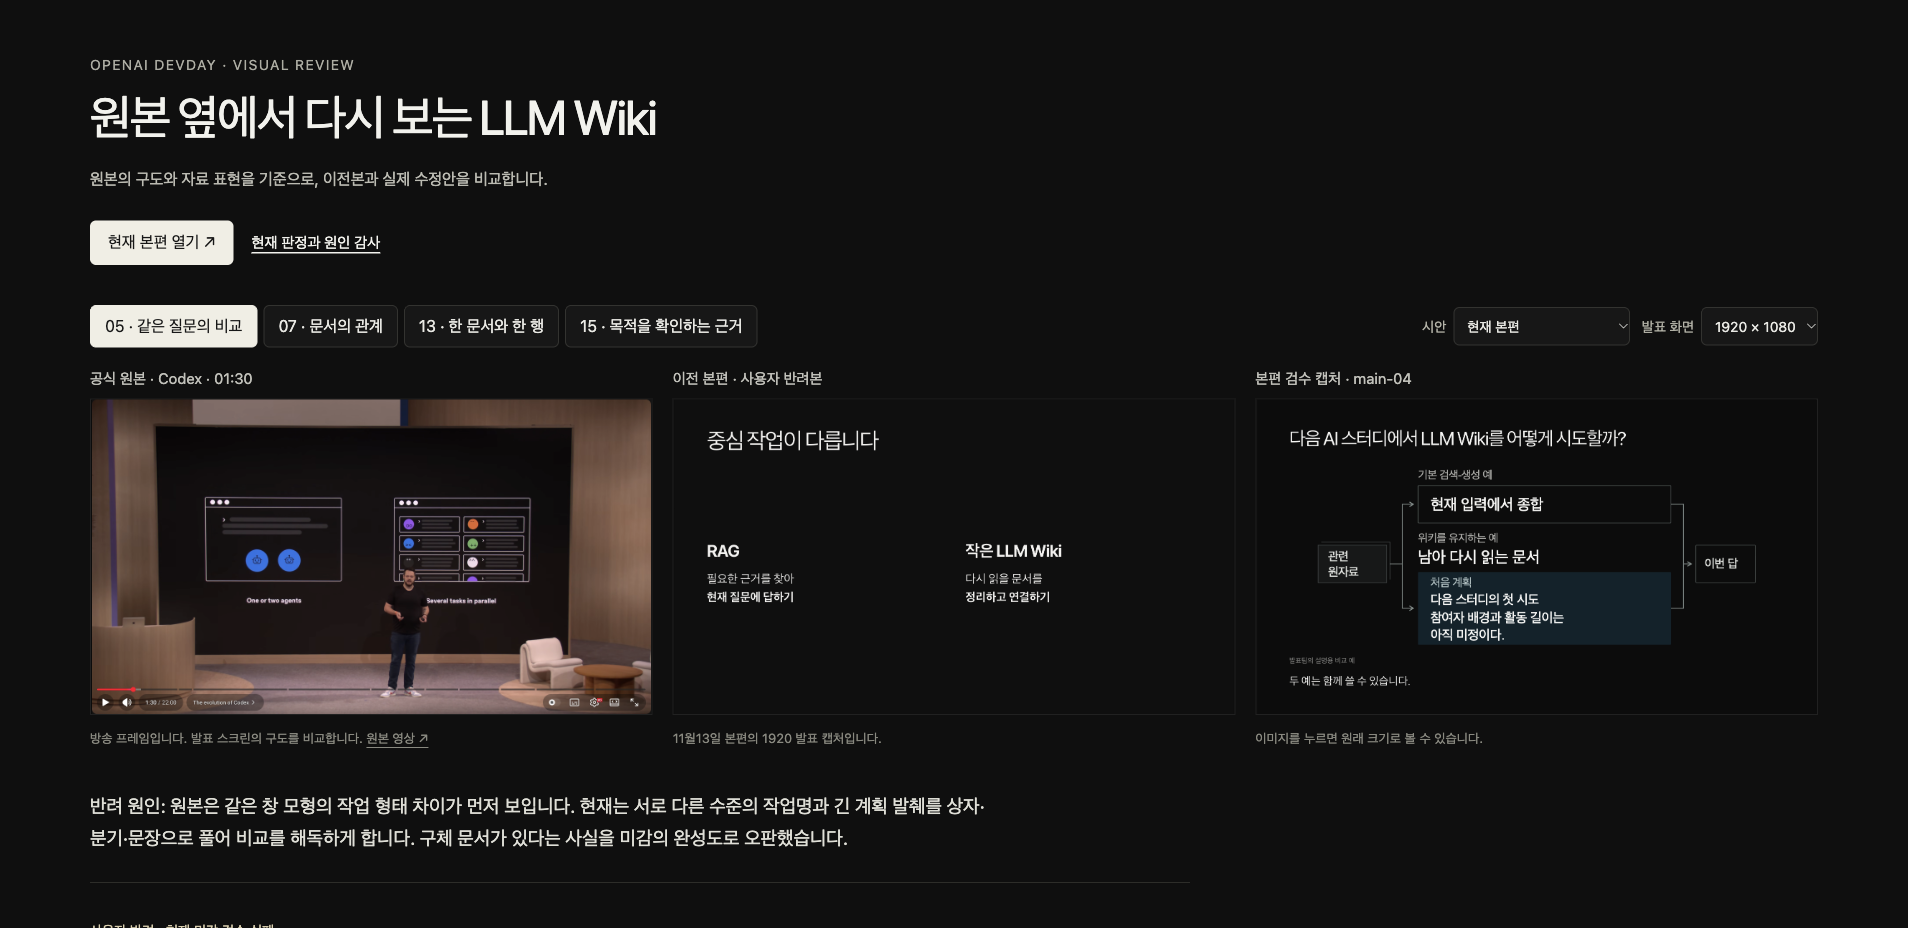 OPENAI DEVDAY · VISUAL REVIEW
원본 옆에서 다시 보는 LLM Wiki
원본의 구도와 자료 표현을 기준으로, 이전본과 실제 수정안을 비교합니다.
현재 본편 열기 ↗
현재 판정과 원인 감사
05 · 같은 질문의 비교
07 · 문서의 관계
13 · 한 문서와 한 행
15 · 목적을 확인하는 근거
시안
현재 본편
발표 화면
1920 × 1080
공식 원본 · Codex · 01:30
One or two agents
Several tasks in parallel
1:30 / 22:00
The evolution of Codex >
방송 프레임입니다. 발표 스크린의 구도를 비교합니다. 원본 영상 ↗
이전 본편 · 사용자 반려본
중심 작업이 다릅니다
RAG
필요한 근거를 찾아
현재 질문에 답하기
작은 LLM Wiki
다시 읽을 문서를
정리하고 연결하기
11월13일 본편의 1920 발표 캡처입니다.
본편 검수 캡처 · main-04
다음 AI 스터디에서 LLM Wiki를 어떻게 시도할까?
기본 검색-생성 예
현재 입력에서 종합
위키를 유지하는 예
남아 다시 읽는 문서
관련
원자료
처음 계획
다음 스터디의 첫 시도
참여자 배경과 활동 길이는
아직 미정이다.
이번 답
발표팀의 설명용 비교 예
두 예는 함께 쓸 수 있습니다.
이미지를 누르면 원래 크기로 볼 수 있습니다.
반려 원인: 원본은 같은 창 모형의 작업 형태 차이가 먼저 보입니다. 현재는 서로 다른 수준의 작업명과 긴 계획 발췌를 상자·
분기·문장으로 풀어 비교를 해독하게 합니다. 구체 문서가 있다는 사실을 미감의 완성도로 오판했습니다.